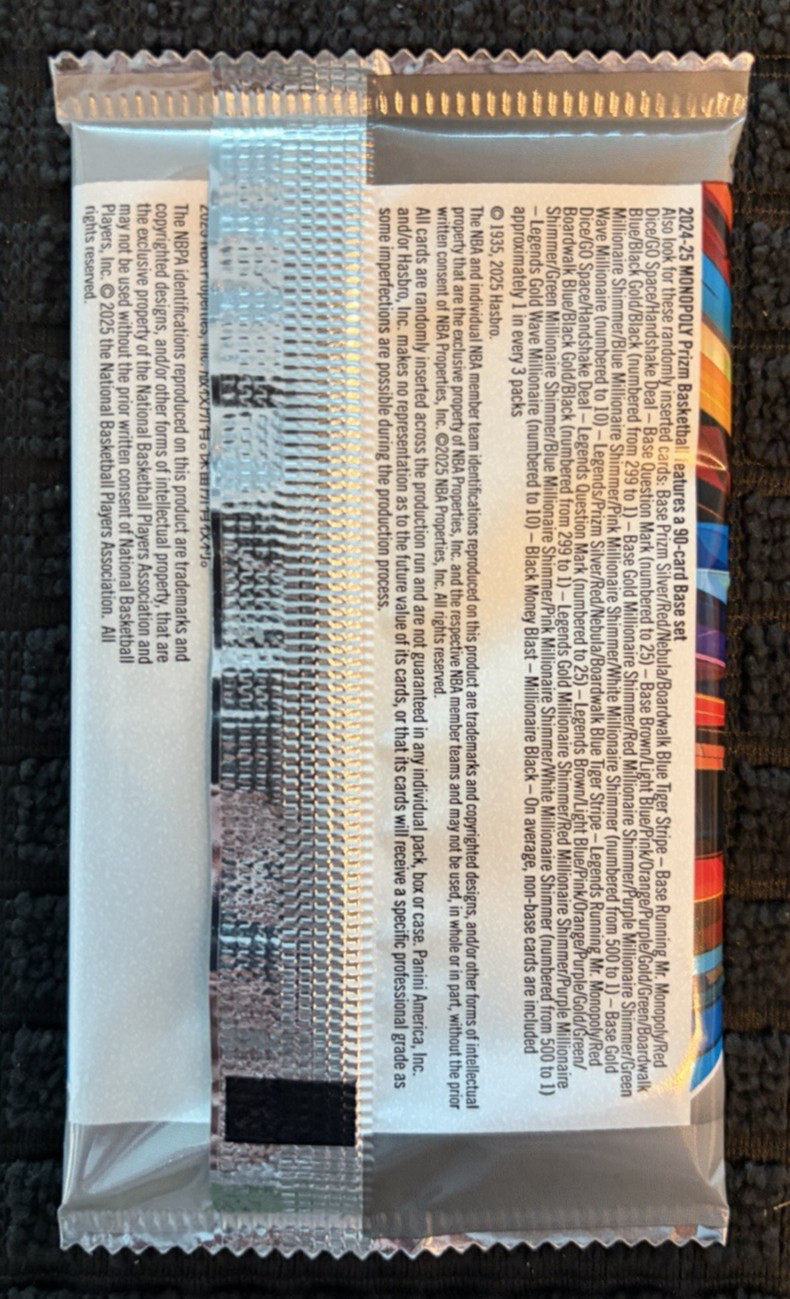 2024-25 MONOPOLY Prizm Basketball eatures a 90-card Base set
Also look for these randomly inserted cards: Base Prizm Silver/Red/Nebula/Boardwalk Blue Tiger Stripe – Base Running Mr. Monopoly/Red
Dice/GO Space/Handshake Deal – Base Question Mark (numbered to 25) – Base Brown/Light Blue/Pink/Orange/Purple/Gold/Green/Boardwalk
Blue/Black Gold/Black (numbered from 299 to 1) – Base Gold Millionaire Shimmer/Red Millionaire Shimmer/Purple Millionaire Shimmer/Green
Millionaire Shimmer/Blue Millionaire Shimmer/Pink Millionaire Shimmer/White Millionaire Shimmer (numbered from 500 to 1) – Base Gold
Wave Millionaire (numbered to 10) – Legends/Prizm Silver/Red/Nebula/Boardwalk Blue Tiger Stripe – Legends Running Mr. Monopoly/Red
Dice/GO Space/Handshake Deal – Legends Question Mark (numbered to 25) – Legends Brown/Light Blue/Pink/Orange/Purple/Gold/Green/
Boardwalk Blue/Black Gold/Black (numbered from 299 to 1) – Legends Gold Millionaire Shimmer/Red Millionaire Shimmer/Purple Millionaire
Shimmer/Green Millionaire Shimmer/Blue Millionaire Shimmer/Pink Millionaire Shimmer/White Millionaire Shimmer (numbered from 500 to 1)
– Legends Gold Wave Millionaire (numbered to 10) – Black Money Blast – Millionaire Black – On average, non-base cards are included
approximately 1 in every 3 packs
© 1935, 2025 Hasbro.
The NBA and individual NBA member team identifications reproduced on this product are trademarks and copyrighted designs, and/or other forms of intellectual
property that are the exclusive property of NBA Properties, Inc. and the respective NBA member teams and may not be used, in whole or in part, without the prior
written consent of NBA Properties, Inc. ©2025 NBA Properties, Inc. All rights reserved.
All cards are randomly inserted across the production run and are not guaranteed in any individual pack, box or case. Panini America, Inc.
and/or Hasbro, Inc. makes no representation as to the future value of its cards, or that its cards will receive a specific professional grade as
some imperfections are possible during the production process.
2025 NBA Properties, Inc.
The NBPA identifications reproduced on this product are trademarks and
copyrighted designs, and/or other forms of intellectual property, that are
the exclusive property of the National Basketball Players Association and
may not be used without the prior written consent of National Basketball
Players, Inc. © 2025 the National Basketball Players Association. All
rights reserved.